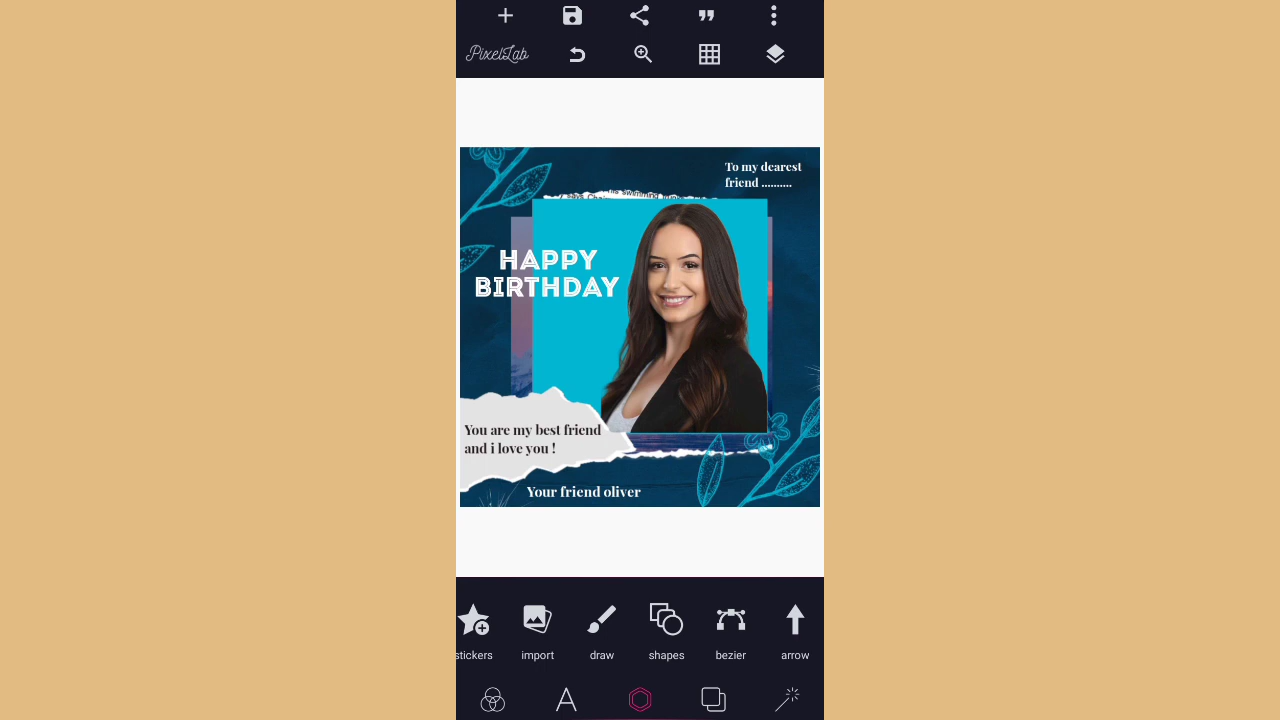 PixelLab
To my dearest
friend ..........
swimming
HAPPY
BIRTHDAY
You are my best friend
and i love you !
Your friend oliver
stickers
import
draw
shapes
bezier
arrow